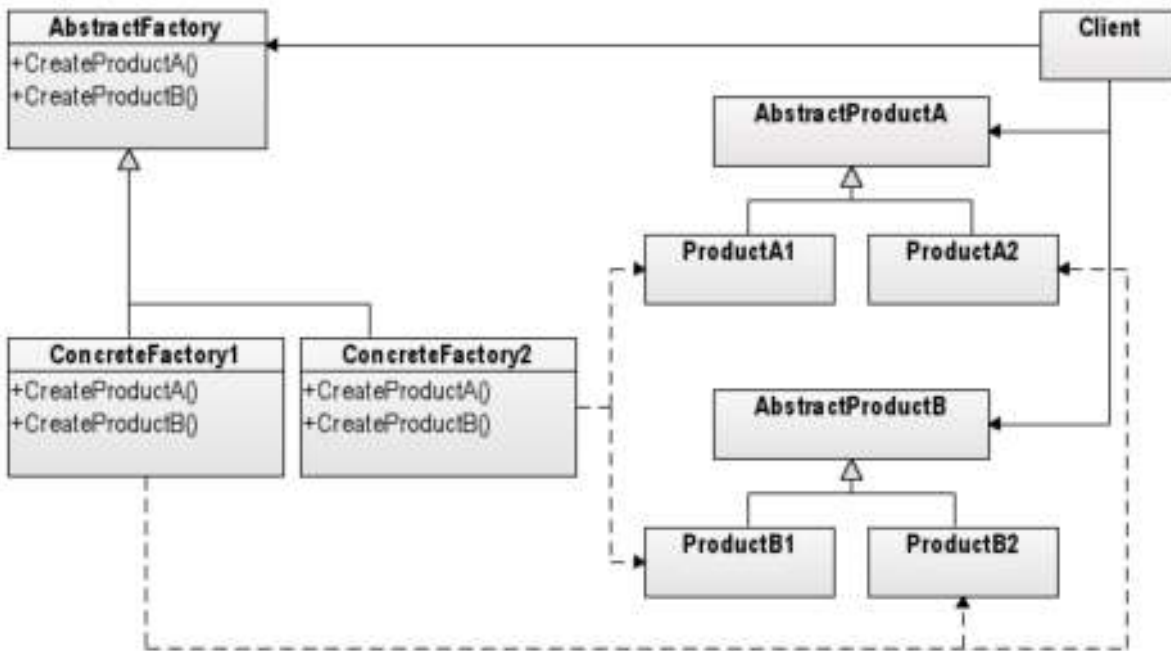 AbstractFactory
+CreateProductA()
+CreateProductB()
Client
AbstractProductA
ProductA1
ProductA2
ConcreteFactory1
+CreateProductA()
+CreateProductB()
ConcreteFactory2
+CreateProductA()
+CreateProductB()
AbstractProductB
ProductB1
ProductB2